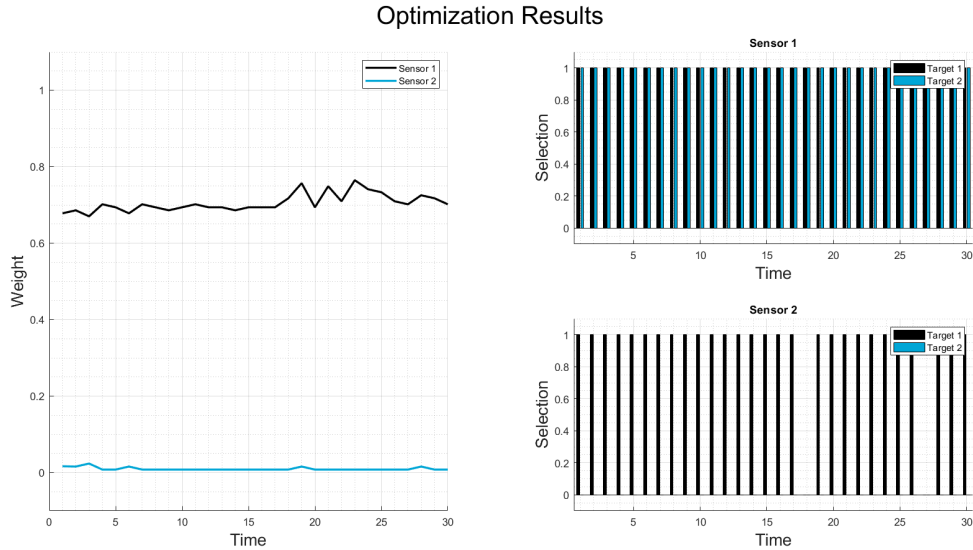 Optimization Results
Sensor 1
Sensor 2
Weight
1
0.8
0.6
0.4
0.2
0
0 5 10 15 20 25 30
Time
Sensor 1
Target 1
Target 2
Selection
1
0.8
0.6
0.4
0.2
0
5 10 15 20 25 30
Time
Sensor 2
Target 1
Target 2
Selection
1
0.8
0.6
0.4
0.2
0
5 10 15 20 25 30
Time